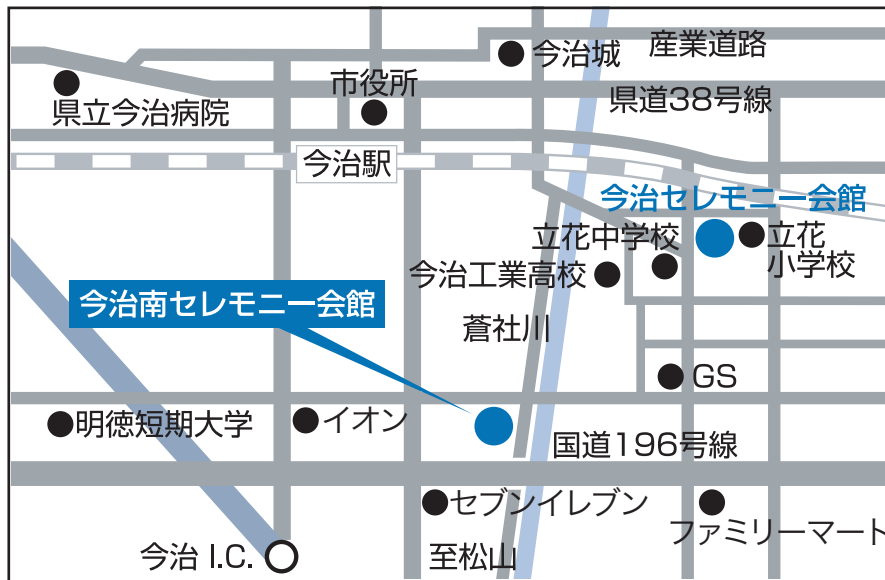 今治城
産業道路
市役所
県立今治病院
県道38号線
今治駅
今治セレモニー会館
立花中学校
立花
小学校
今治工業高校
今治南セレモニー会館
蒼社川
GS
明徳短期大学
イオン
国道196号線
セブンイレブン
ファミリーマート
今治 I.C.
至松山